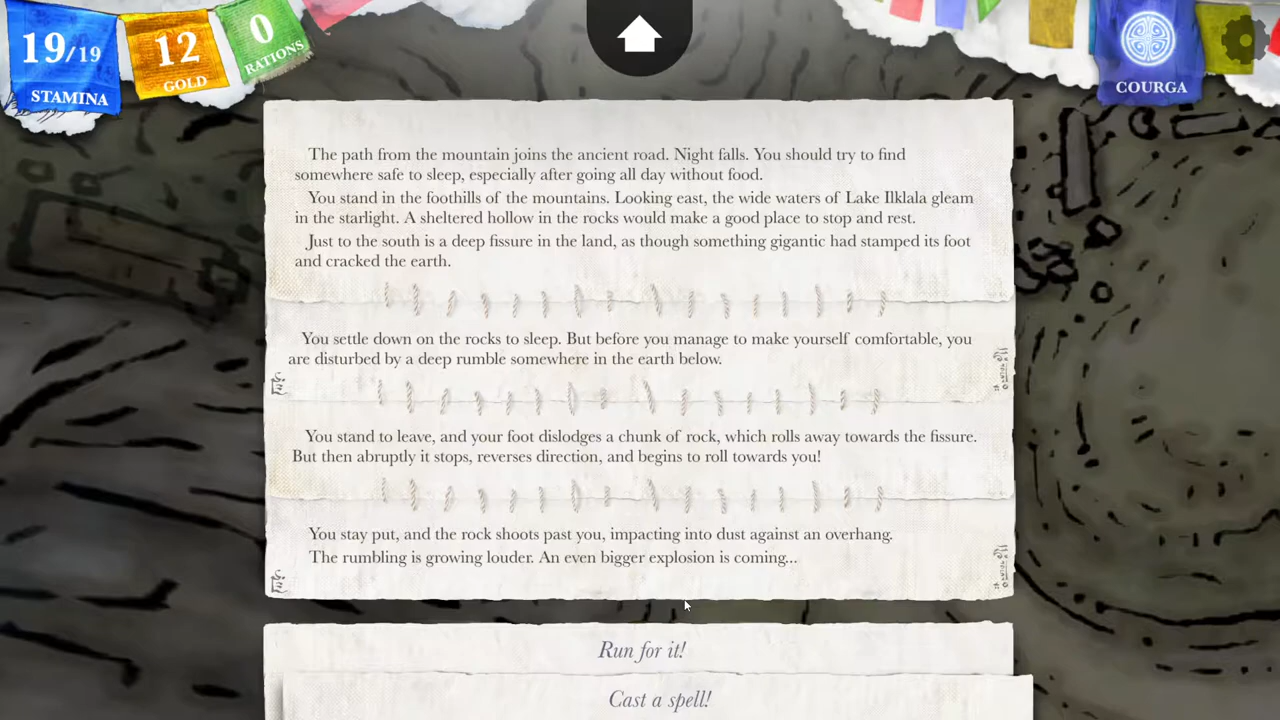 19/19
STAMINA
12
GOLD
0
RATIONS
COURGA
The path from the mountain joins the ancient road. Night falls. You should try to find
somewhere safe to sleep, especially after going all day without food.
You stand in the foothills of the mountains. Looking east, the wide waters of Lake Ilklala gleam
in the starlight. A sheltered hollow in the rocks would make a good place to stop and rest.
Just to the south is a deep fissure in the land, as though something gigantic had stamped its foot
and cracked the earth.
You settle down on the rocks to sleep. But before you manage to make yourself comfortable, you
are disturbed by a deep rumble somewhere in the earth below.
You stand to leave, and your foot dislodges a chunk of rock, which rolls away towards the fissure.
But then abruptly it stops, reverses direction, and begins to roll towards you!
You stay put, and the rock shoots past you, impacting into dust against an overhang.
The rumbling is growing louder. An even bigger explosion is coming...
Run for it!
Cast a spell!